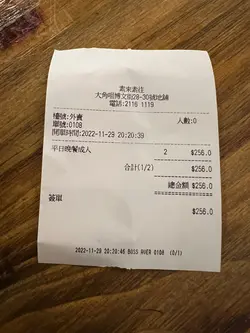 素來素往
大角咀博文街28-30號地舖
電話:2116 1119
檯號:外賣 人數:0
單號:0108
開單時間:2022-11-29 20:20:39
平日晚餐成人 2 $256.0
合計(1/2) $256.0
總金額 $256.0
簽單 $256.0
2022-11-29 20:20:46 BOSS AVER 0108 (0/1)